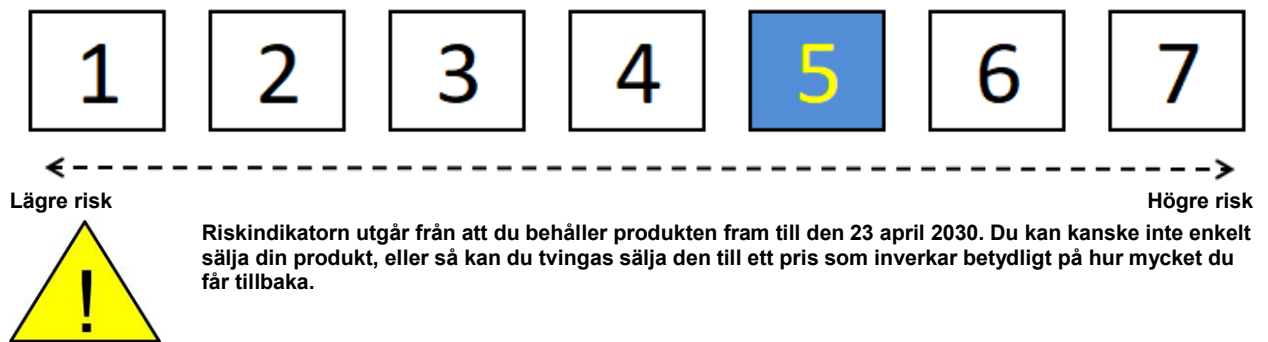 1 2 3 4 5 6 7
Lägre risk Högre risk
Riskindikatorn utgår från att du behåller produkten fram till den 23 april 2030. Du kan kanske inte enkelt
sälja din produkt, eller så kan du tvingas sälja den till ett pris som inverkar betydligt på hur mycket du
får tillbaka.
!